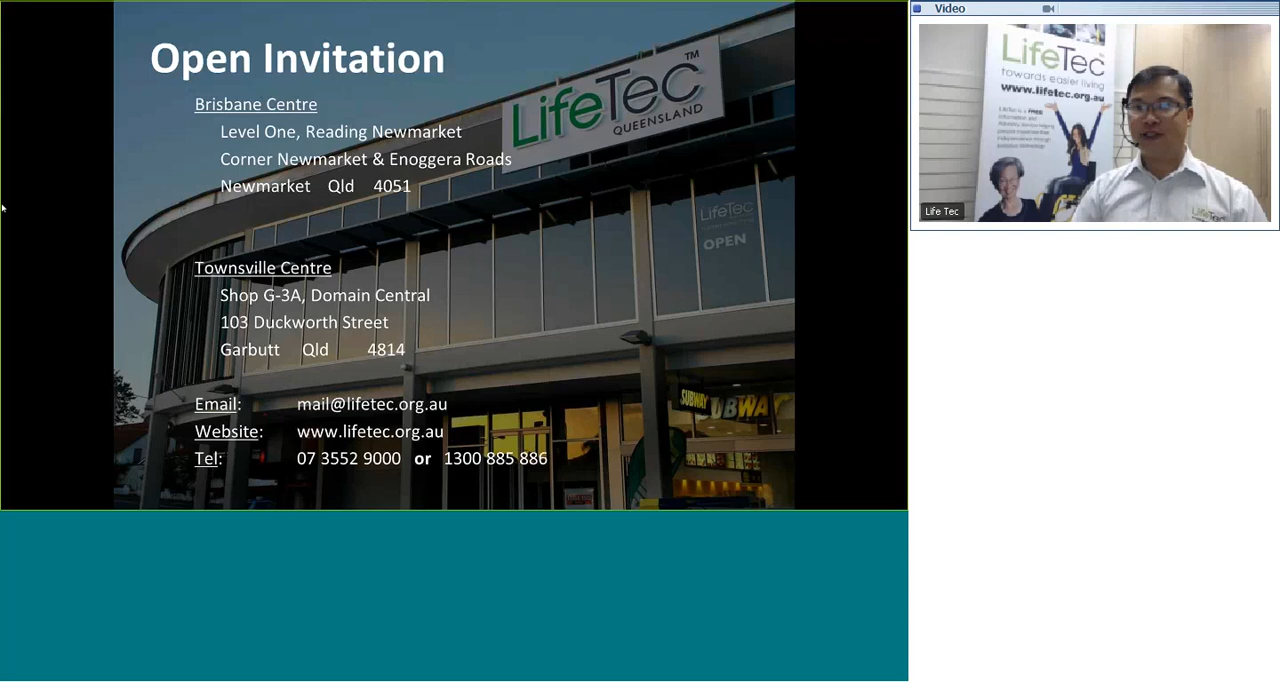 Open Invitation
Brisbane Centre
Level One, Reading Newmarket
Corner Newmarket & Enoggera Roads
Newmarket Qld 4051
Townsville Centre
Shop G-3A, Domain Central
103 Duckworth Street
Garbutt Qld 4814
Email: mail@lifetec.org.au
Website: www.lifetec.org.au
Tel: 07 3552 9000 or 1300 885 886
LifeTec™
QUEENSLAND
LifeTec
OPEN
SUBWAY
SUBWAY
Video
LifeTec™
towards easier living
www.lifetec.org.au
Life Tec
LifeTec